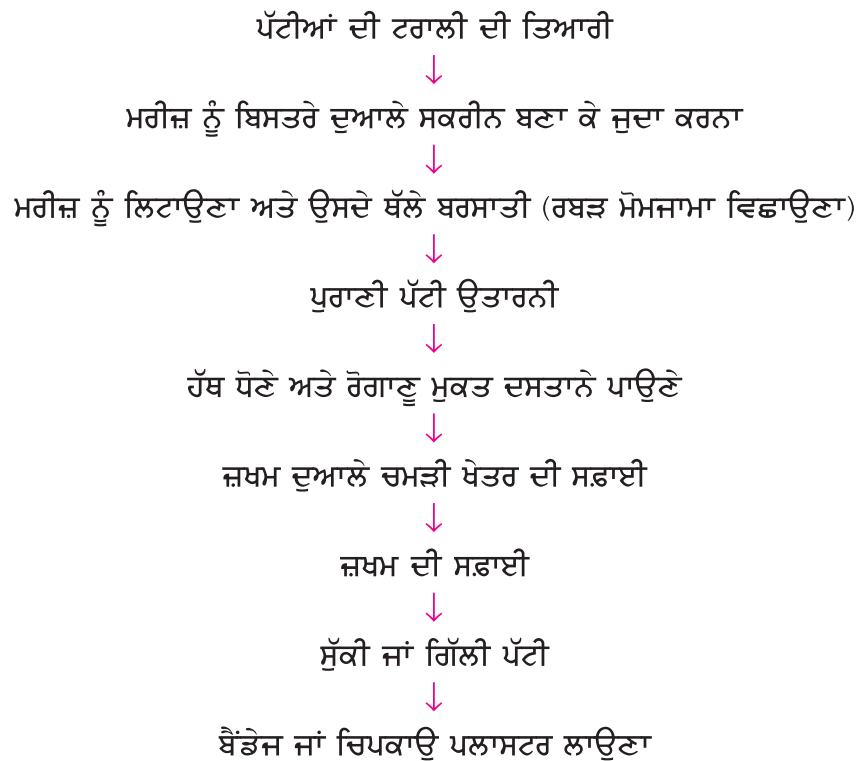 ਪੱਟੀਆਂ ਦੀ ਟਰਾਲੀ ਦੀ ਤਿਆਰੀ
ਮਰੀਜ਼ ਨੂੰ ਬਿਸਤਰੇ ਦੁਆਲੇ ਸਕਰੀਨ ਬਣਾ ਕੇ ਜੁਦਾ ਕਰਨਾ
ਮਰੀਜ਼ ਨੂੰ ਲਿਟਾਉਣਾ ਅਤੇ ਉਸਦੇ ਥੱਲੇ ਬਰਸਾਤੀ (ਰਬੜ ਮੋਮਜਾਮਾ ਵਿਛਾਉਣਾ)
ਪੁਰਾਣੀ ਪੱਟੀ ਉਤਾਰਨੀ
ਹੱਥ ਧੋਣੇ ਅਤੇ ਰੋਗਾਣੂ ਮੁਕਤ ਦਸਤਾਨੇ ਪਾਉਣੇ
ਜ਼ਖਮ ਦੁਆਲੇ ਚਮੜੀ ਖੇਤਰ ਦੀ ਸਫ਼ਾਈ
ਜ਼ਖਮ ਦੀ ਸਫ਼ਾਈ
ਸੁੱਕੀ ਜਾਂ ਗਿੱਲੀ ਪੱਟੀ
ਬੈਂਡੇਜ ਜਾਂ ਚਿਪਕਾਉ ਪਲਾਸਟਰ ਲਾਉਣਾ